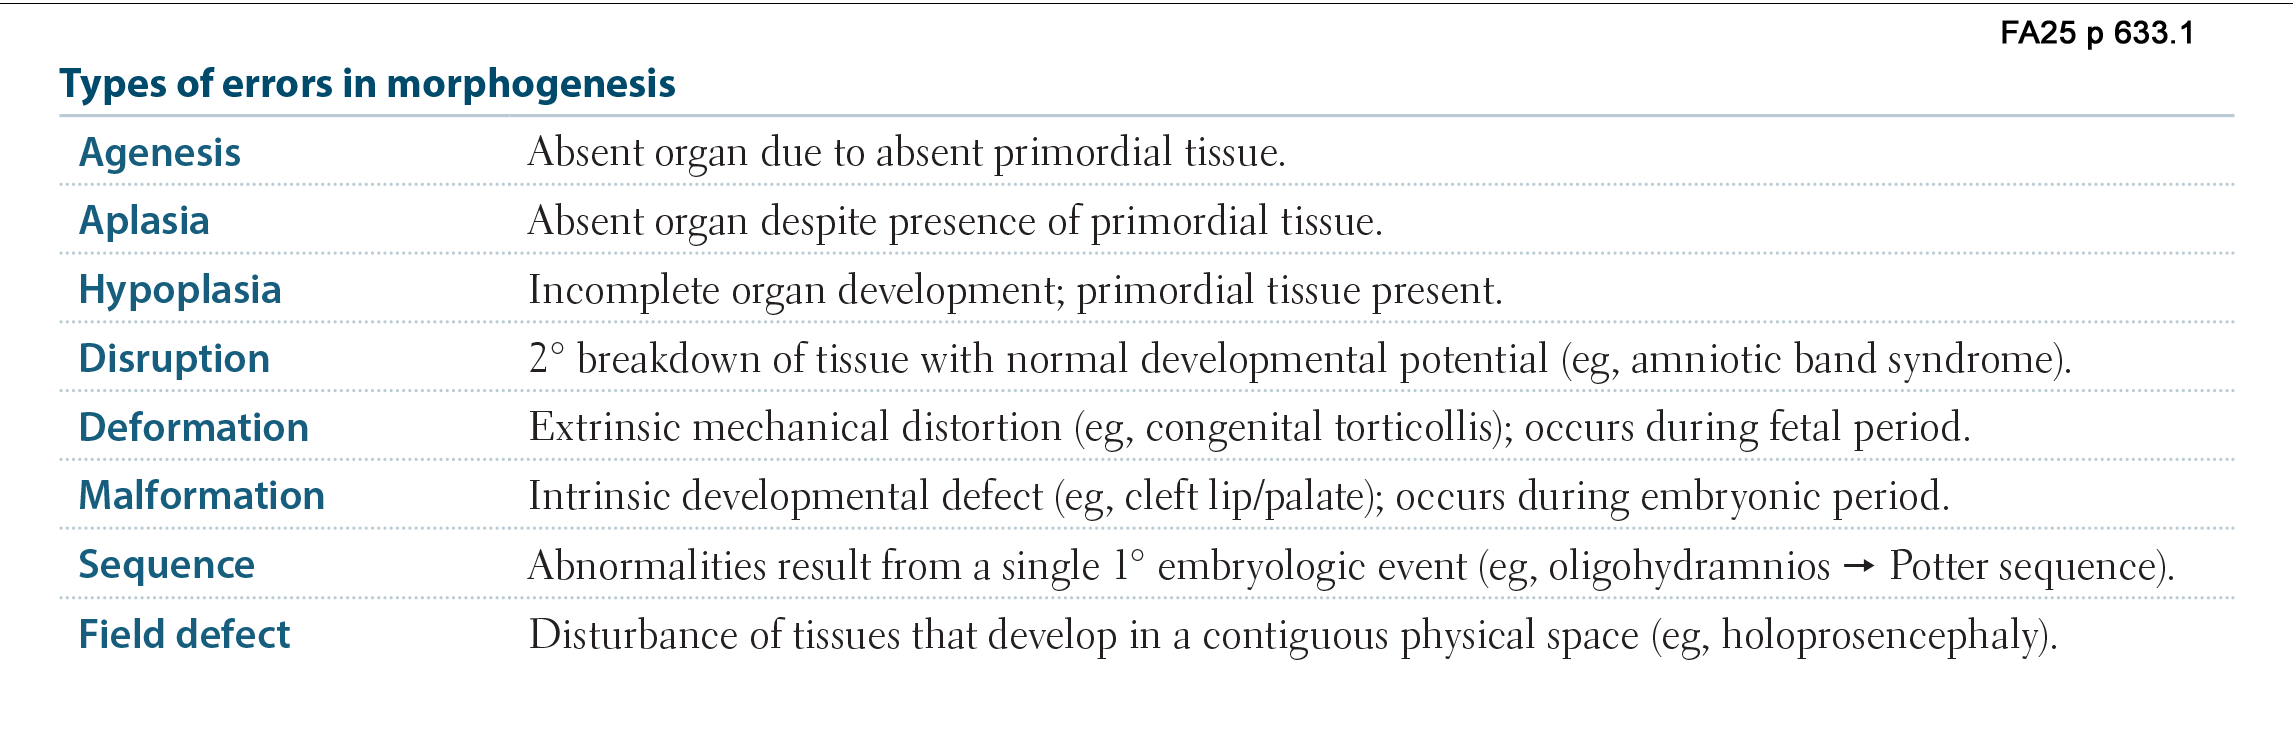 FA25 p 633.1
Types of errors in morphogenesis
Agenesis Absent organ due to absent primordial tissue.
Aplasia Absent organ despite presence of primordial tissue.
Hypoplasia Incomplete organ development; primordial tissue present.
Disruption 2° breakdown of tissue with normal developmental potential (eg, amniotic band syndrome).
Deformation Extrinsic mechanical distortion (eg, congenital torticollis); occurs during fetal period.
Malformation Intrinsic developmental defect (eg, cleft lip/palate); occurs during embryonic period.
Sequence Abnormalities result from a single 1° embryologic event (eg, oligohydramnios → Potter sequence).
Field defect Disturbance of tissues that develop in a contiguous physical space (eg, holoprosencephaly).